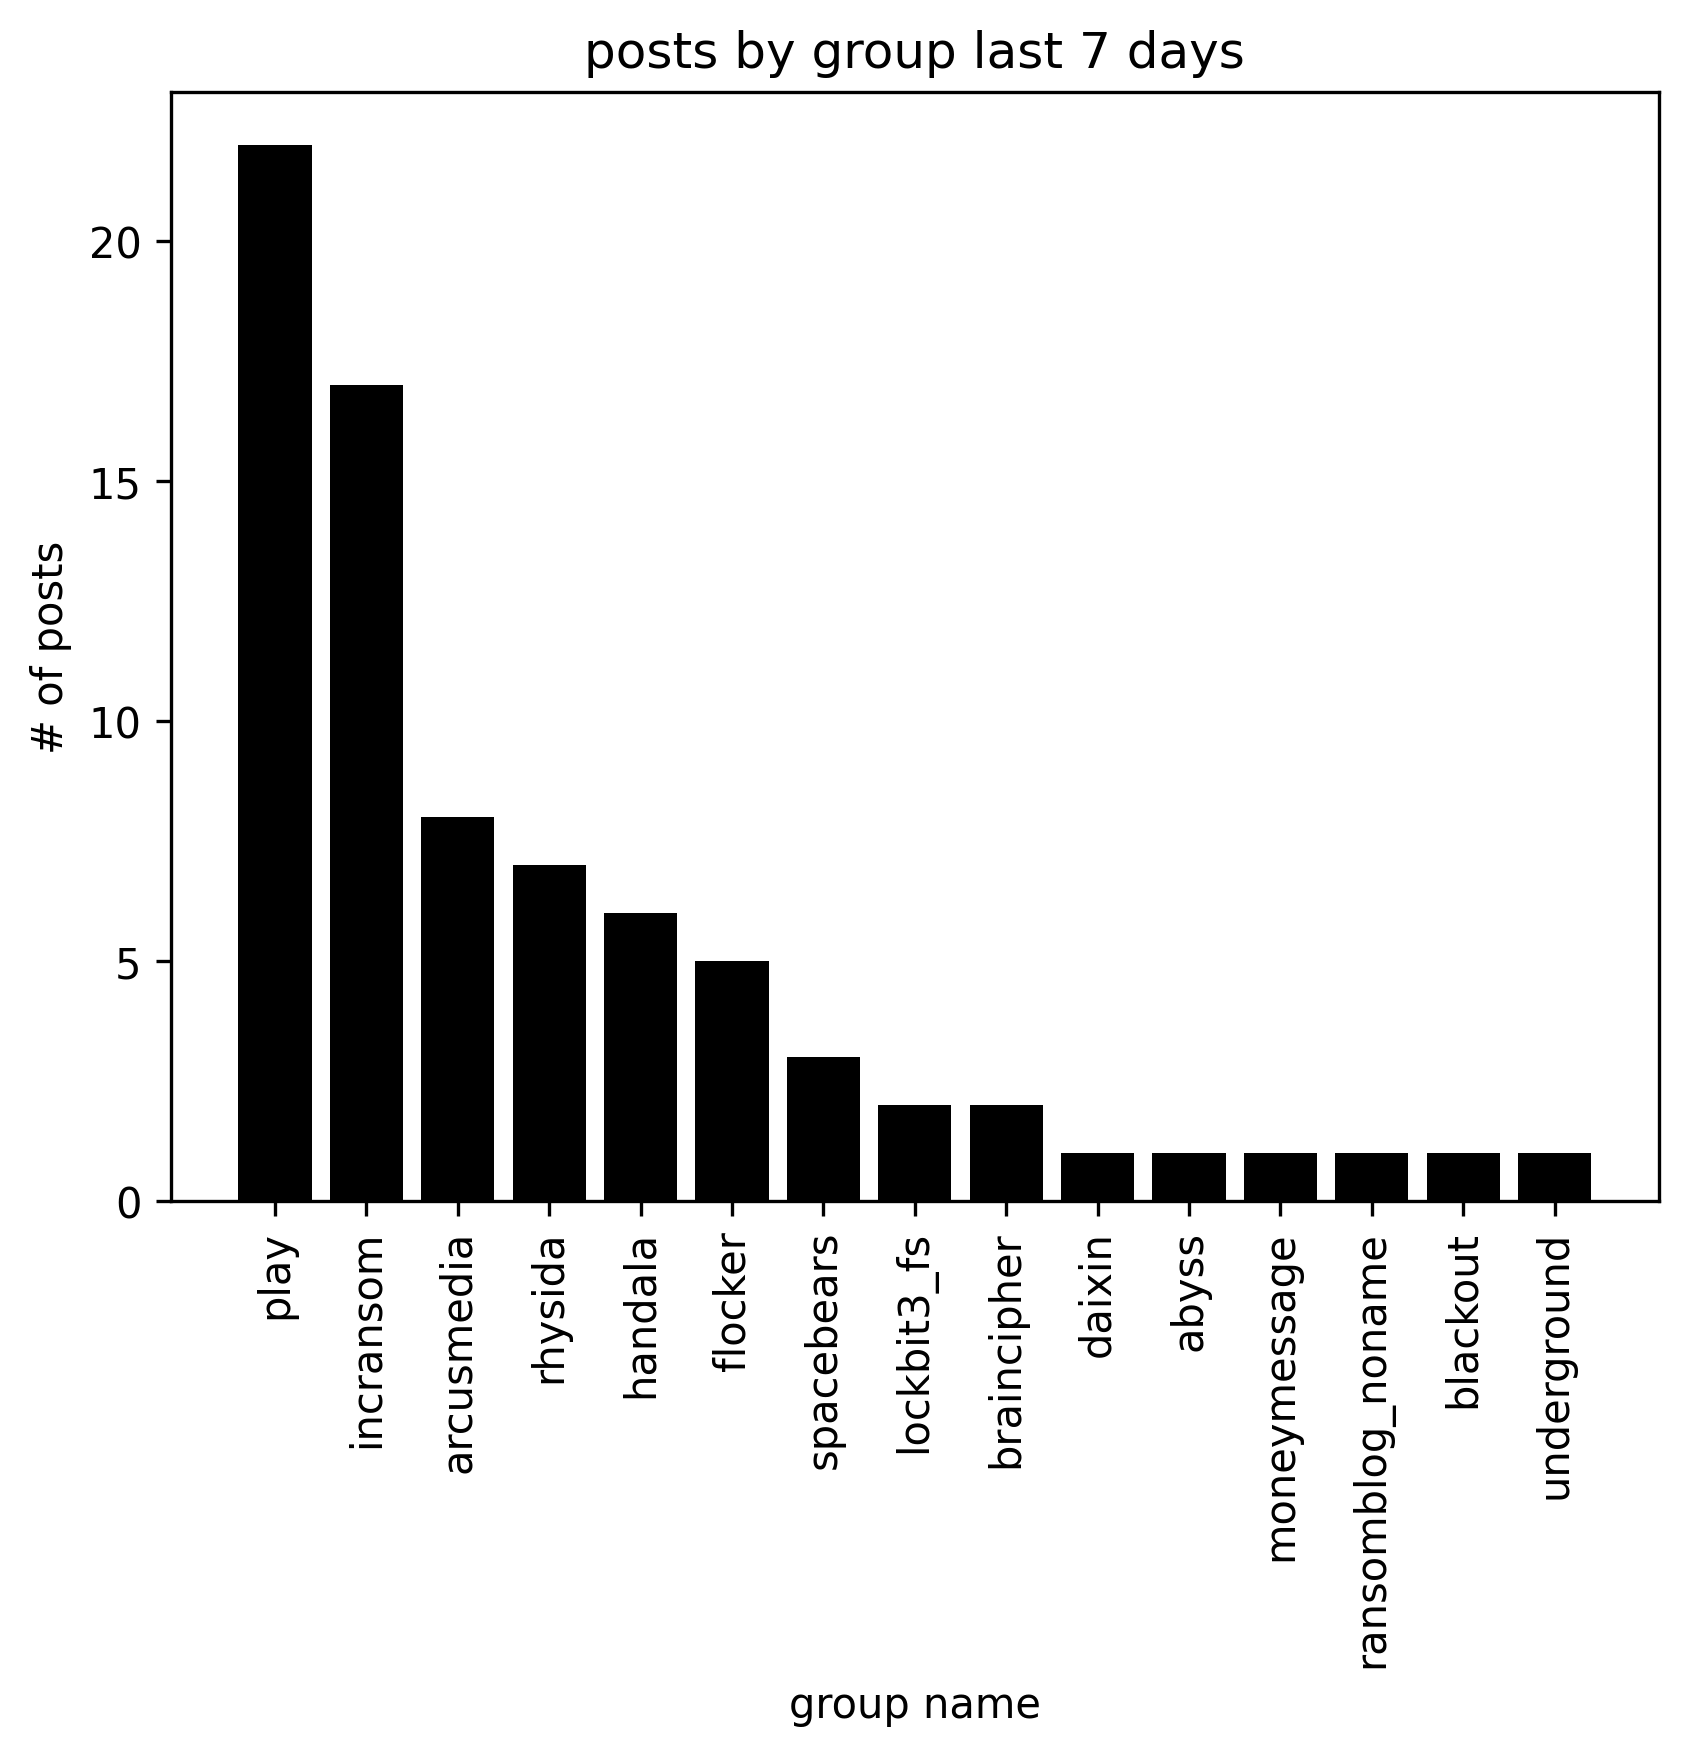 posts by group last 7 days
# of posts
20
15
10
5
0
play
incransom
arcusmedia
rhysida
handala
flocker
spacebears
lockbit3_fs
braincipher
daixin
abyss
moneymessage
ransomblog_noname
blackout
underground
group name